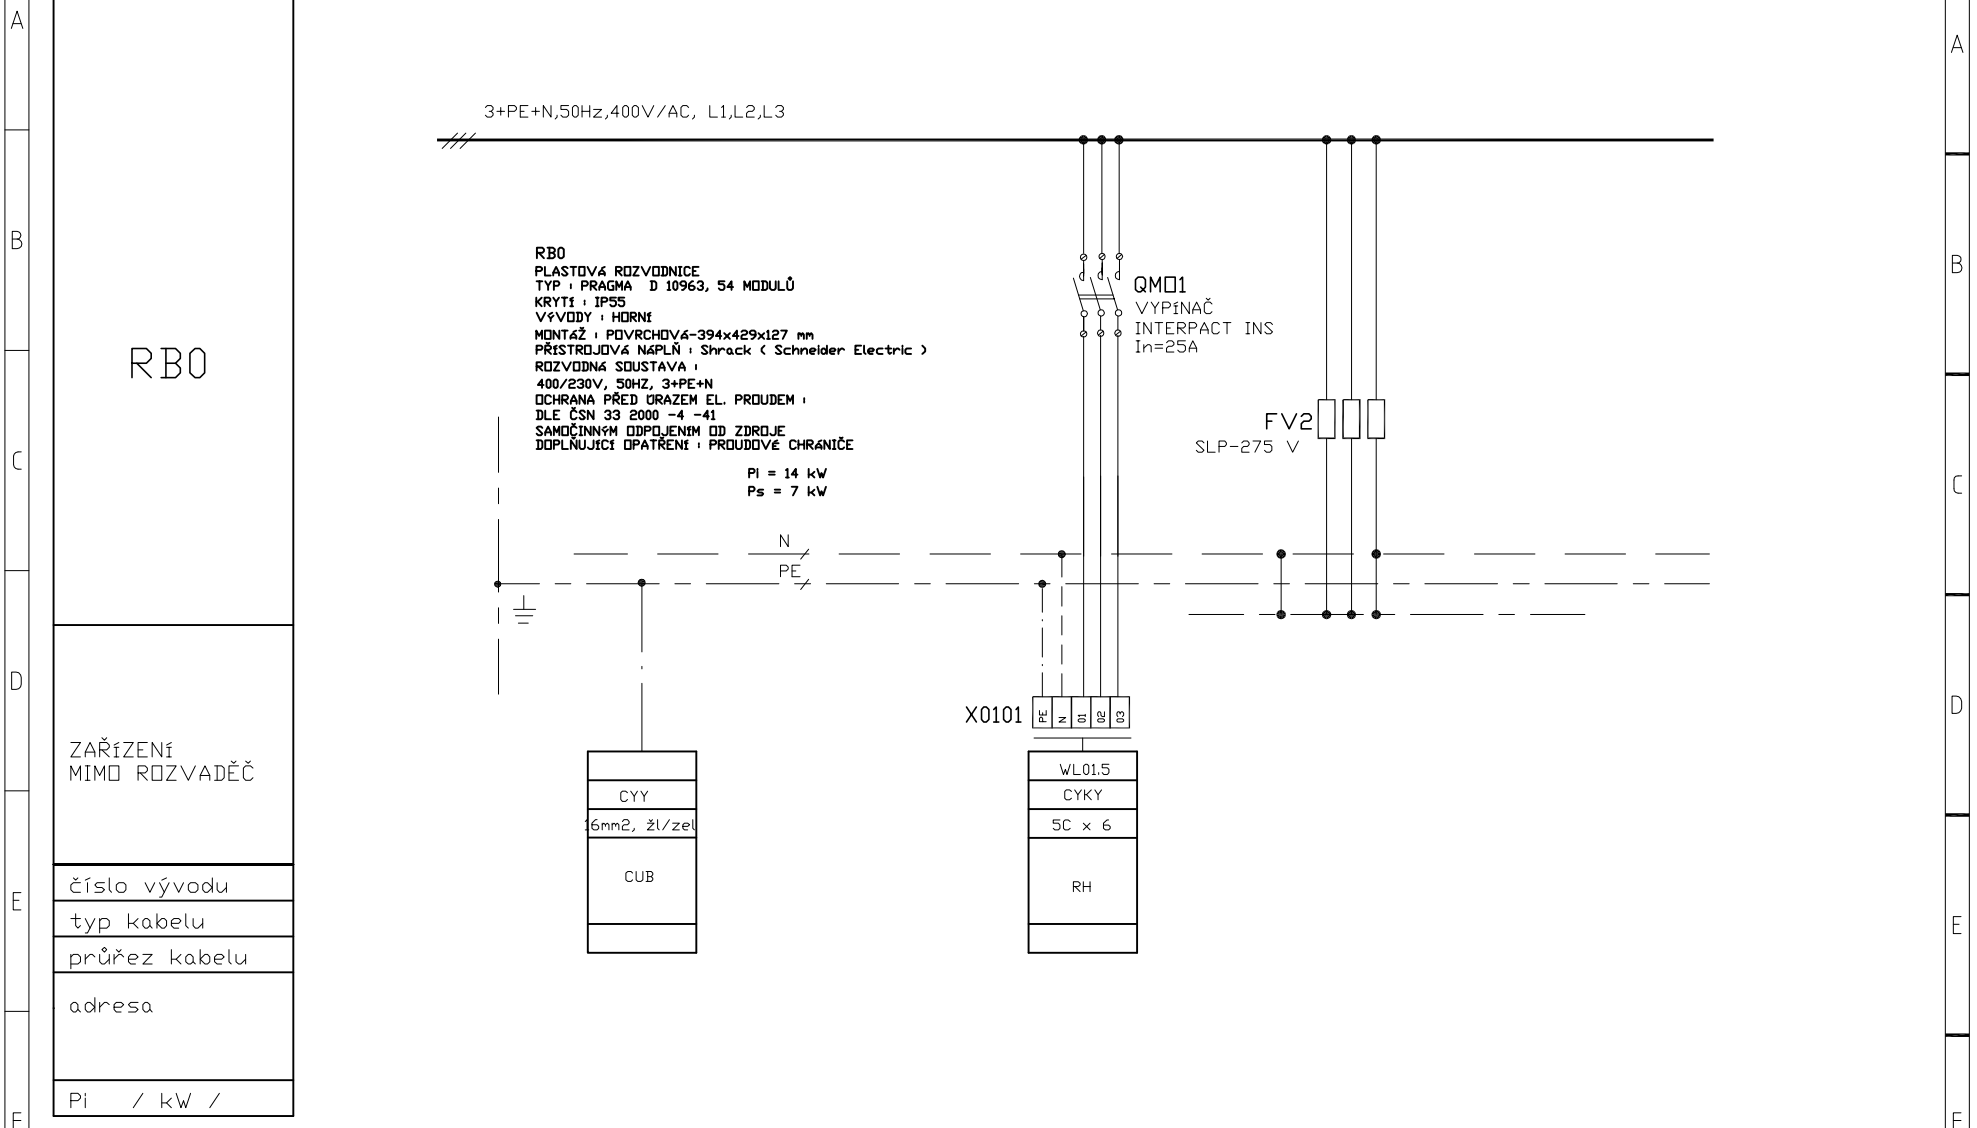 A
A
3+PE+N,50Hz,400V/AC, L1,L2,L3
B
B
RB0
PLASTOVÁ ROZVODNICE
TYP : PRAGMA D 10963, 54 MODULŮ
KRYTÍ : IP55
VÝVODY : HORNÍ
MONTÁŽ : POVRCHOVÁ-394x429x127 mm
PŘÍSTROJOVÁ NÁPLŇ : Shrack ( Schneider Electric )
ROZVODNÁ SOUSTAVA :
400/230V, 50HZ, 3+PE+N
OCHRANA PŘED ÚRAZEM EL. PROUDEM :
DLE ČSN 33 2000 -4 -41
SAMOČINNÝM ODPOJENÍM OD ZDROJE
DOPLŇUJÍCÍ OPATŘENÍ : PROUDOVÉ CHRÁNIČE
Pi = 14 kW
Ps = 7 kW
QM01
VYPÍNAČ
INTERPACT INS
In=25A
RB0
FV2
SLP-275 V
C
C
N
PE
D
D
X0101
PE
N
01
02
03
ZAŘÍZENÍ
MIMO ROZVADĚČ
WL01.5
CYY
CYKY
16mm2, žl/zel
5C x 6
CUB
RH
číslo vývodu
E
E
typ kabelu
průřez kabelu
adresa
Pi / kW /
F
F